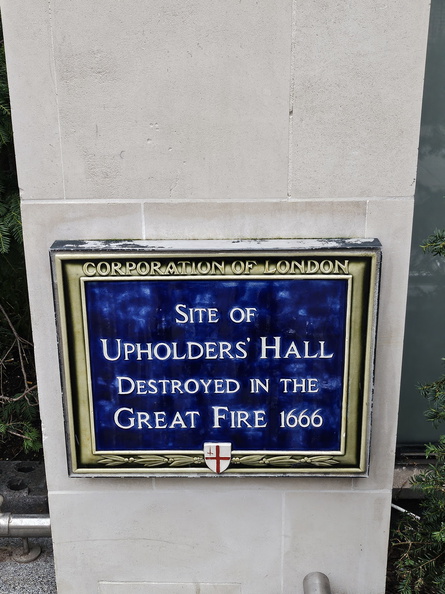 CORPORATION OF LONDON
SITE OF
UPHOLDERS' HALL
DESTROYED IN THE
GREAT FIRE 1666